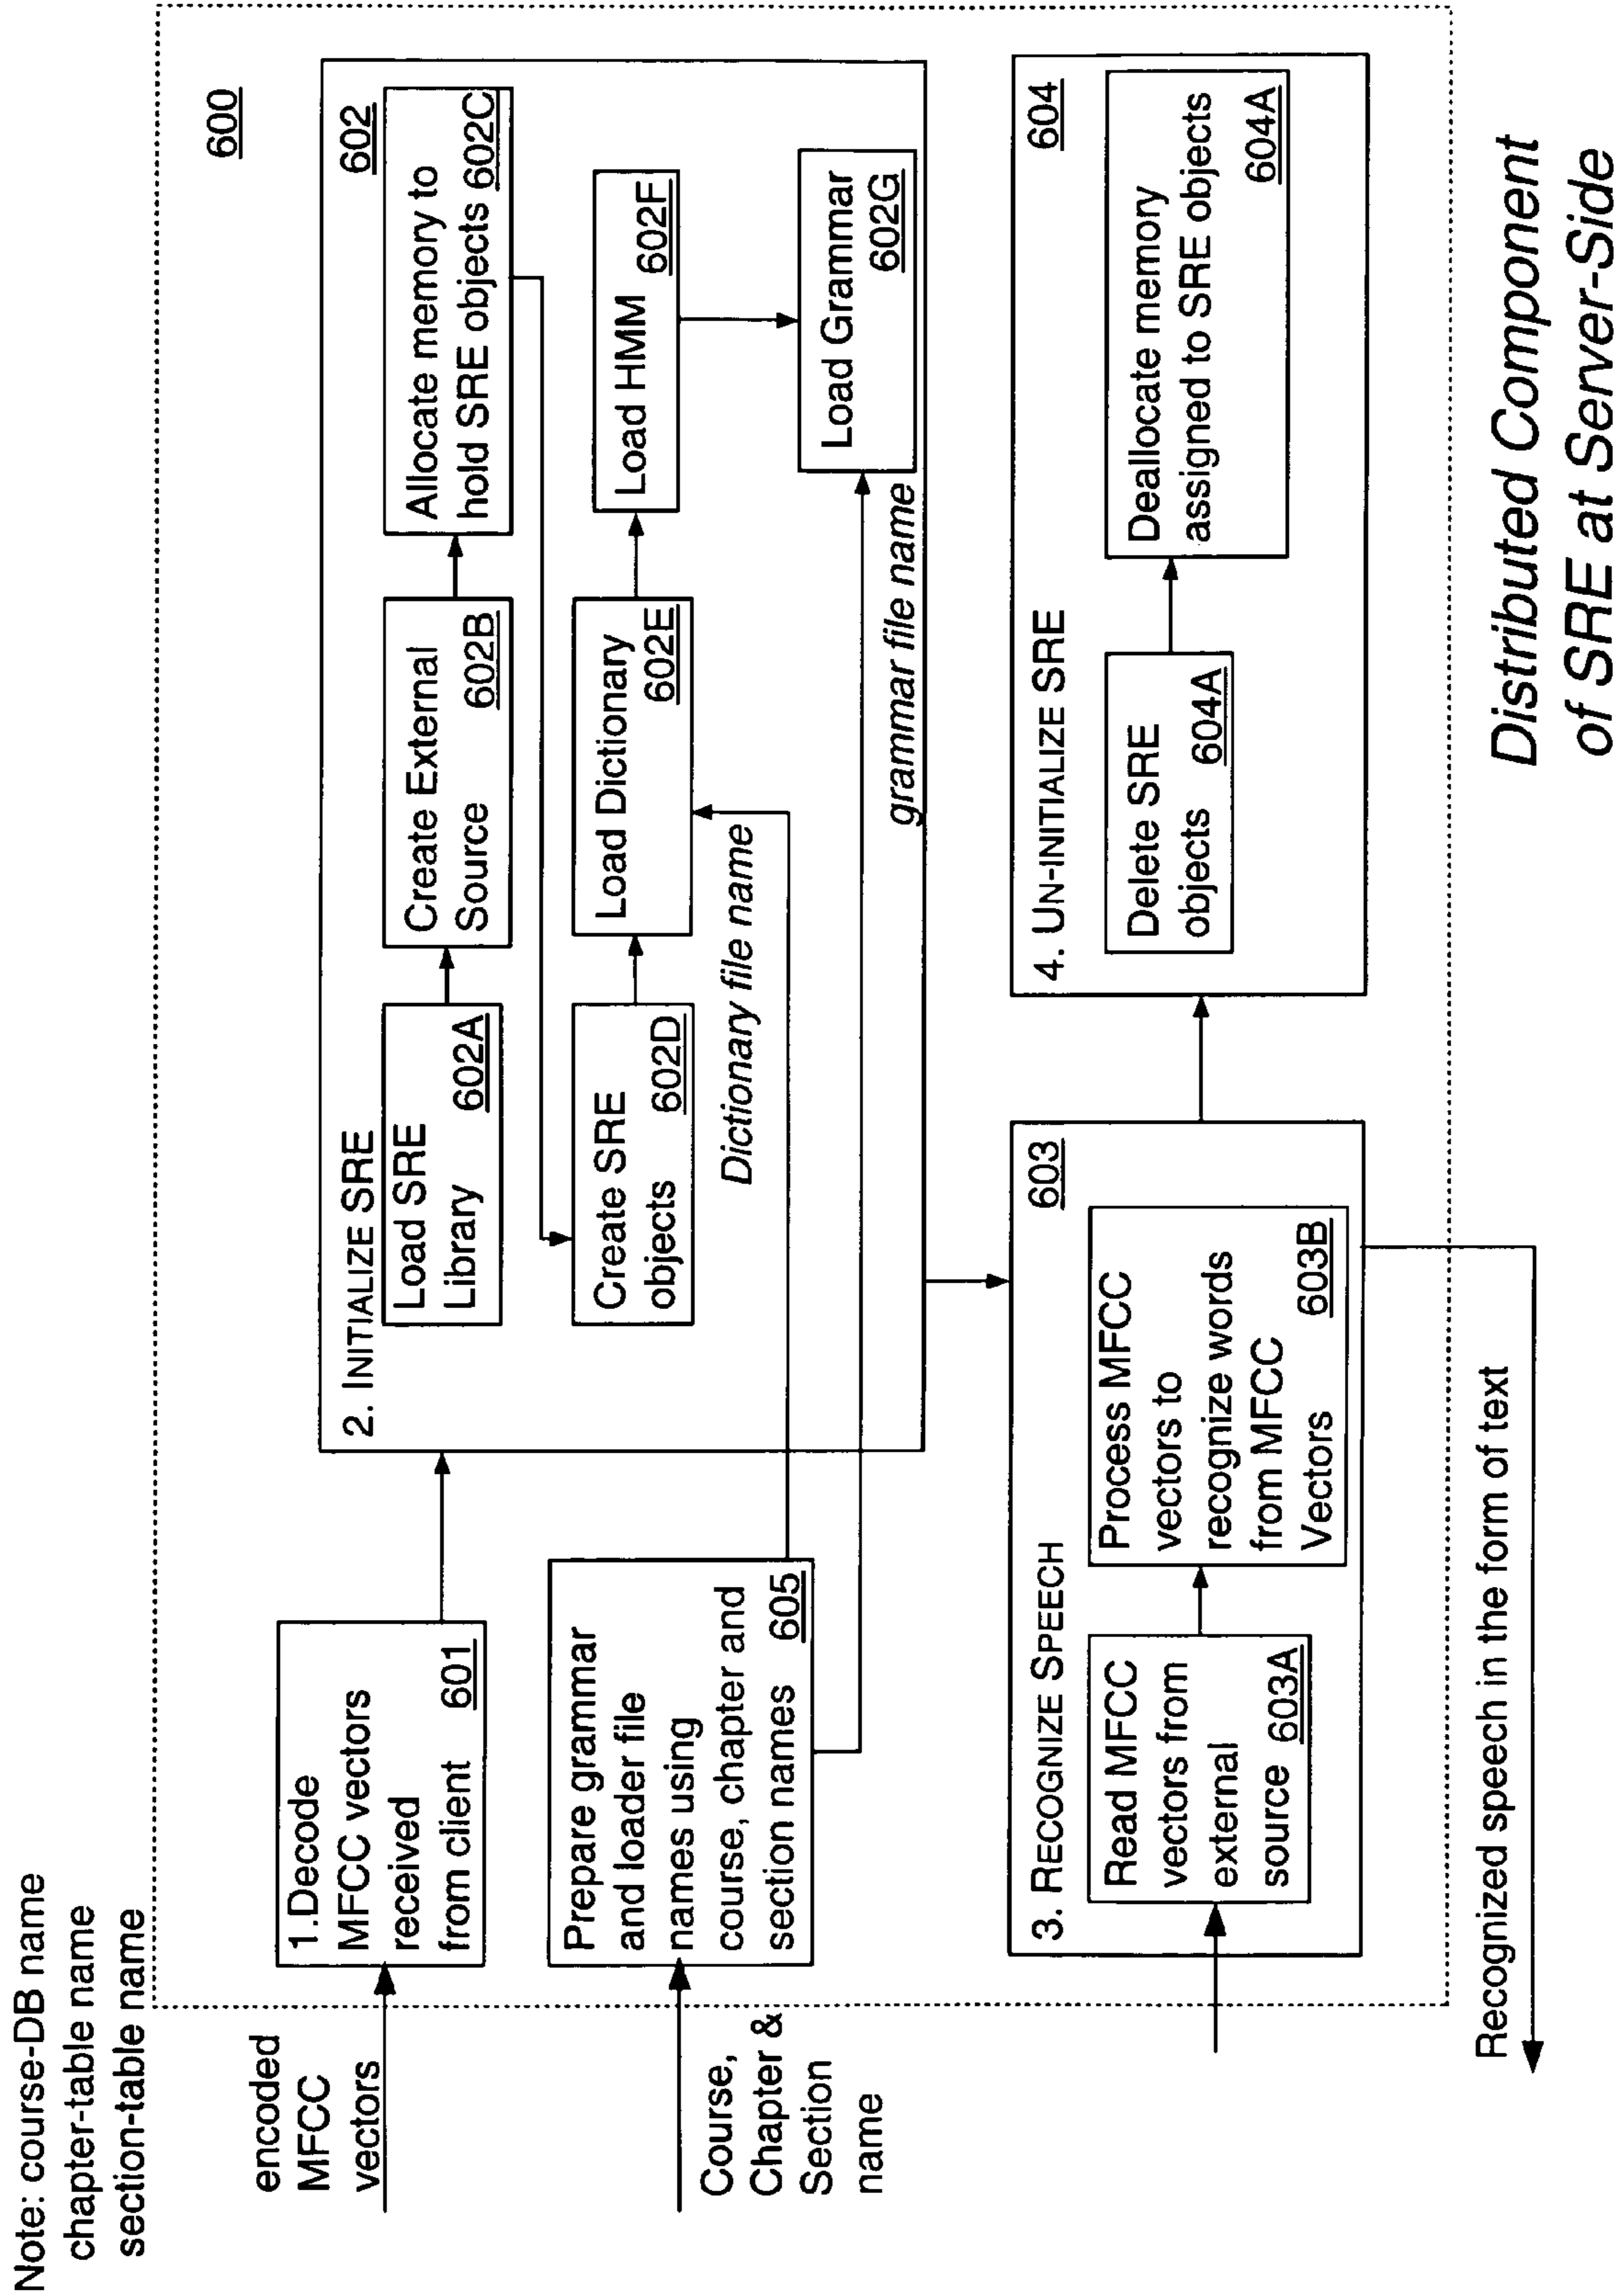 Note: course-DB name
chapter-table name
section-table name
600
encoded
MFCC
vectors
1.Decode
MFCC vectors
received
from client 601
2. INITIALIZE SRE
602
Load SRE
Library 602A
Create External
Source 602B
Allocate memory to
hold SRE objects 602C
Create SRE
objects 602D
Load Dictionary
602E
Load HMM 602F
Load Grammar
602G
Dictionary file name
grammar file name
Course,
Chapter &
Section
name
Prepare grammar
and loader file
names using
course, chapter and
section names 605
3. RECOGNIZE SPEECH
603
Read MFCC
vectors from
external
source 603A
Process MFCC
vectors to
recognize words
from MFCC
Vectors 603B
4. UN-INITIALIZE SRE
604
Delete SRE
objects 604A
Deallocate memory
assigned to SRE objects
604A
Recognized speech in the form of text
Distributed Component
of SRE at Server-Side